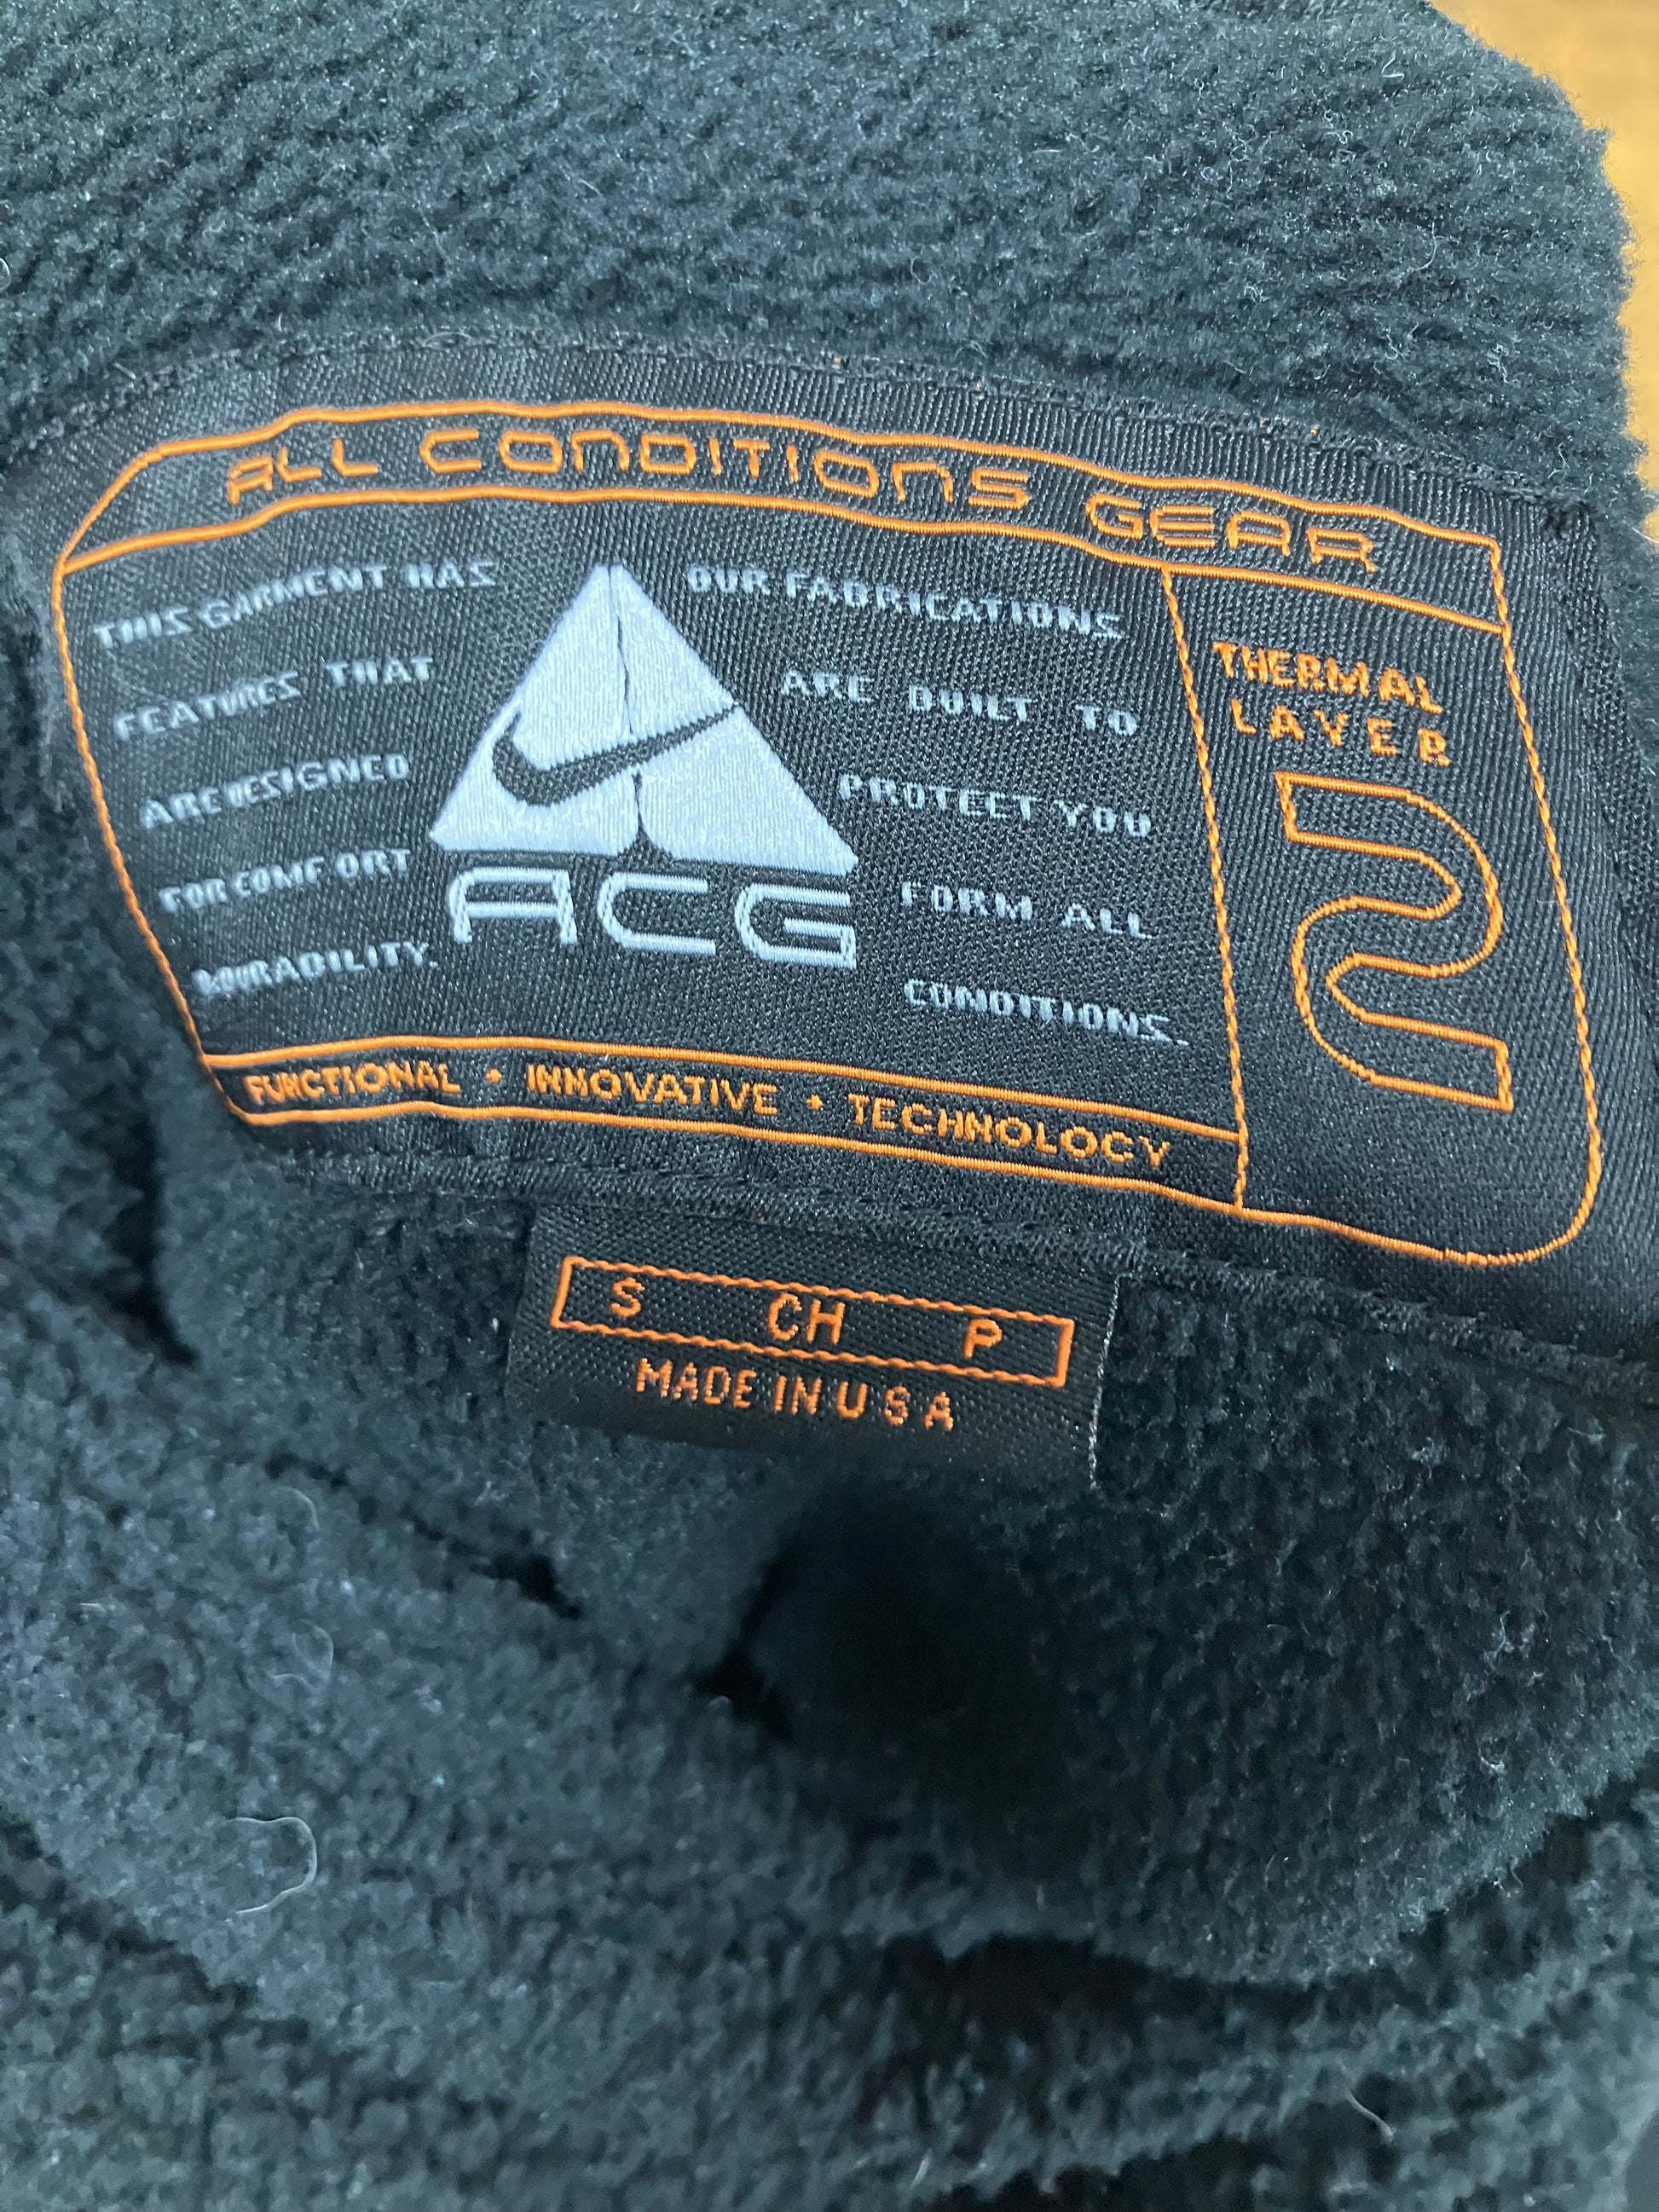 ALL CONDITIONS GEAR
THIS GARMENT HAS
FEATURES THAT
ARE DESIGNED
FOR COMFORT
& DURABILITY.
ACG
OUR FABRICATIONS
ARE BUILT TO
PROTECT YOU
FORM ALL
CONDITIONS.
THERMAL
LAYER
2
FUNCTIONAL • INNOVATIVE • TECHNOLOGY
S CH P
MADE IN U S A